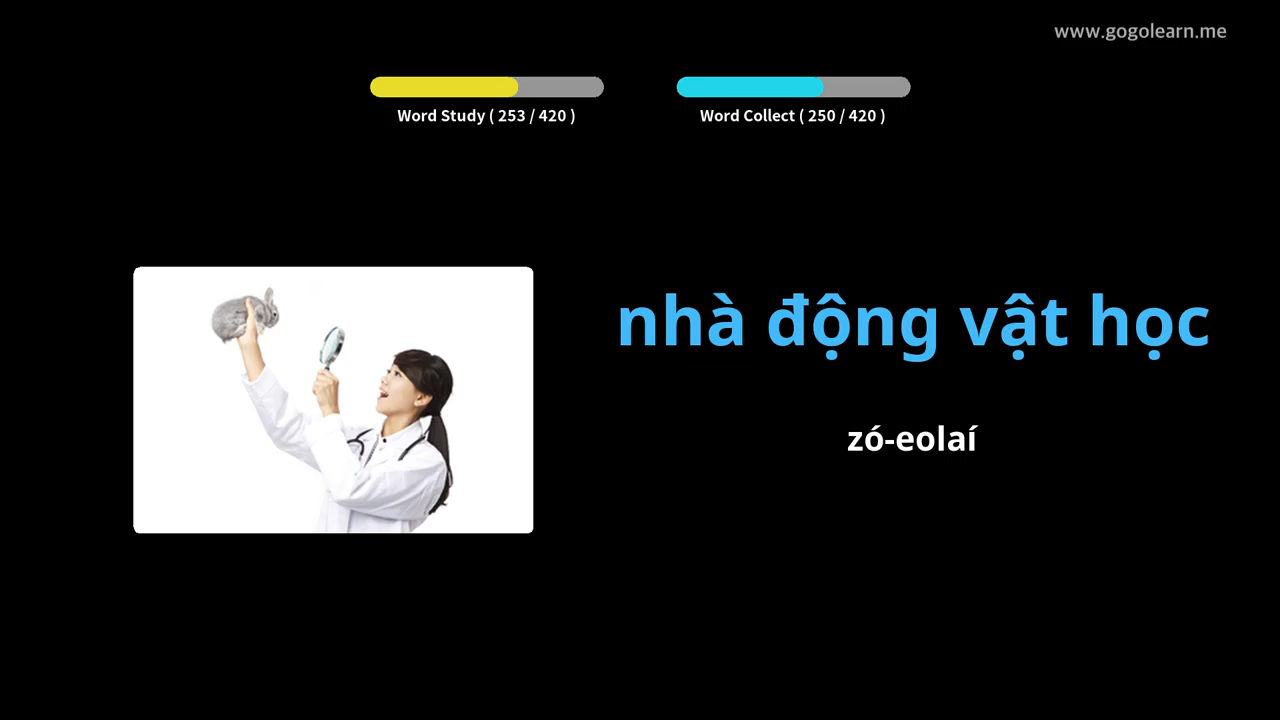 www.gogolearn.me
Word Study ( 253 / 420 )
Word Collect ( 250 / 420 )
nhà động vật học
zó-eolaí